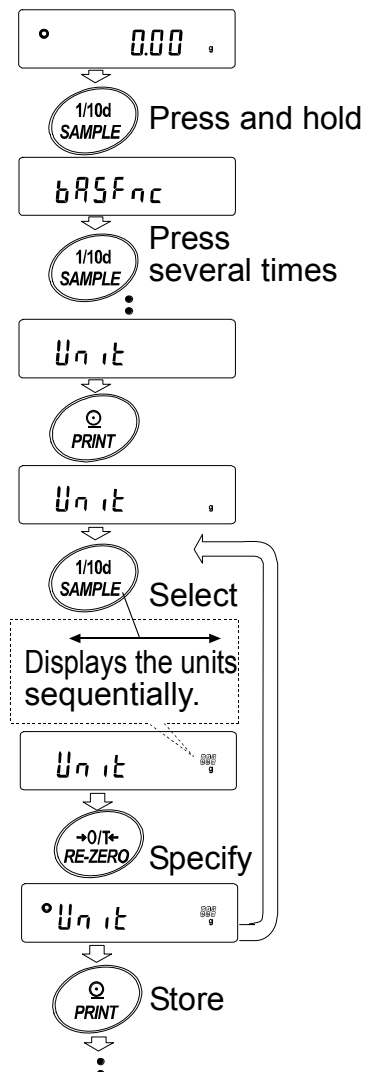 0.00 g
1/10d
SAMPLE
Press and hold
bASFnc
1/10d
SAMPLE
Press
several times
Unit
PRINT
Unit g
1/10d
SAMPLE
Select
Displays the units
sequentially.
Unit g
→0/T←
RE-ZERO
Specify
Unit g
PRINT
Store